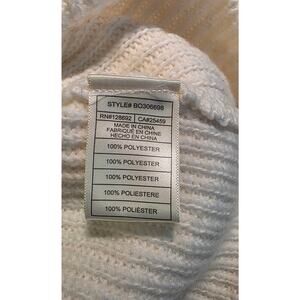 STYLE# BO306698
RN#128692 CA#25459
MADE IN CHINA
FABRIQUÉ EN CHINE
HECHO EN CHINA
100% POLYESTER
100% POLYESTER
100% POLYESTER
100% POLIESTERE
100% POLIÉSTER